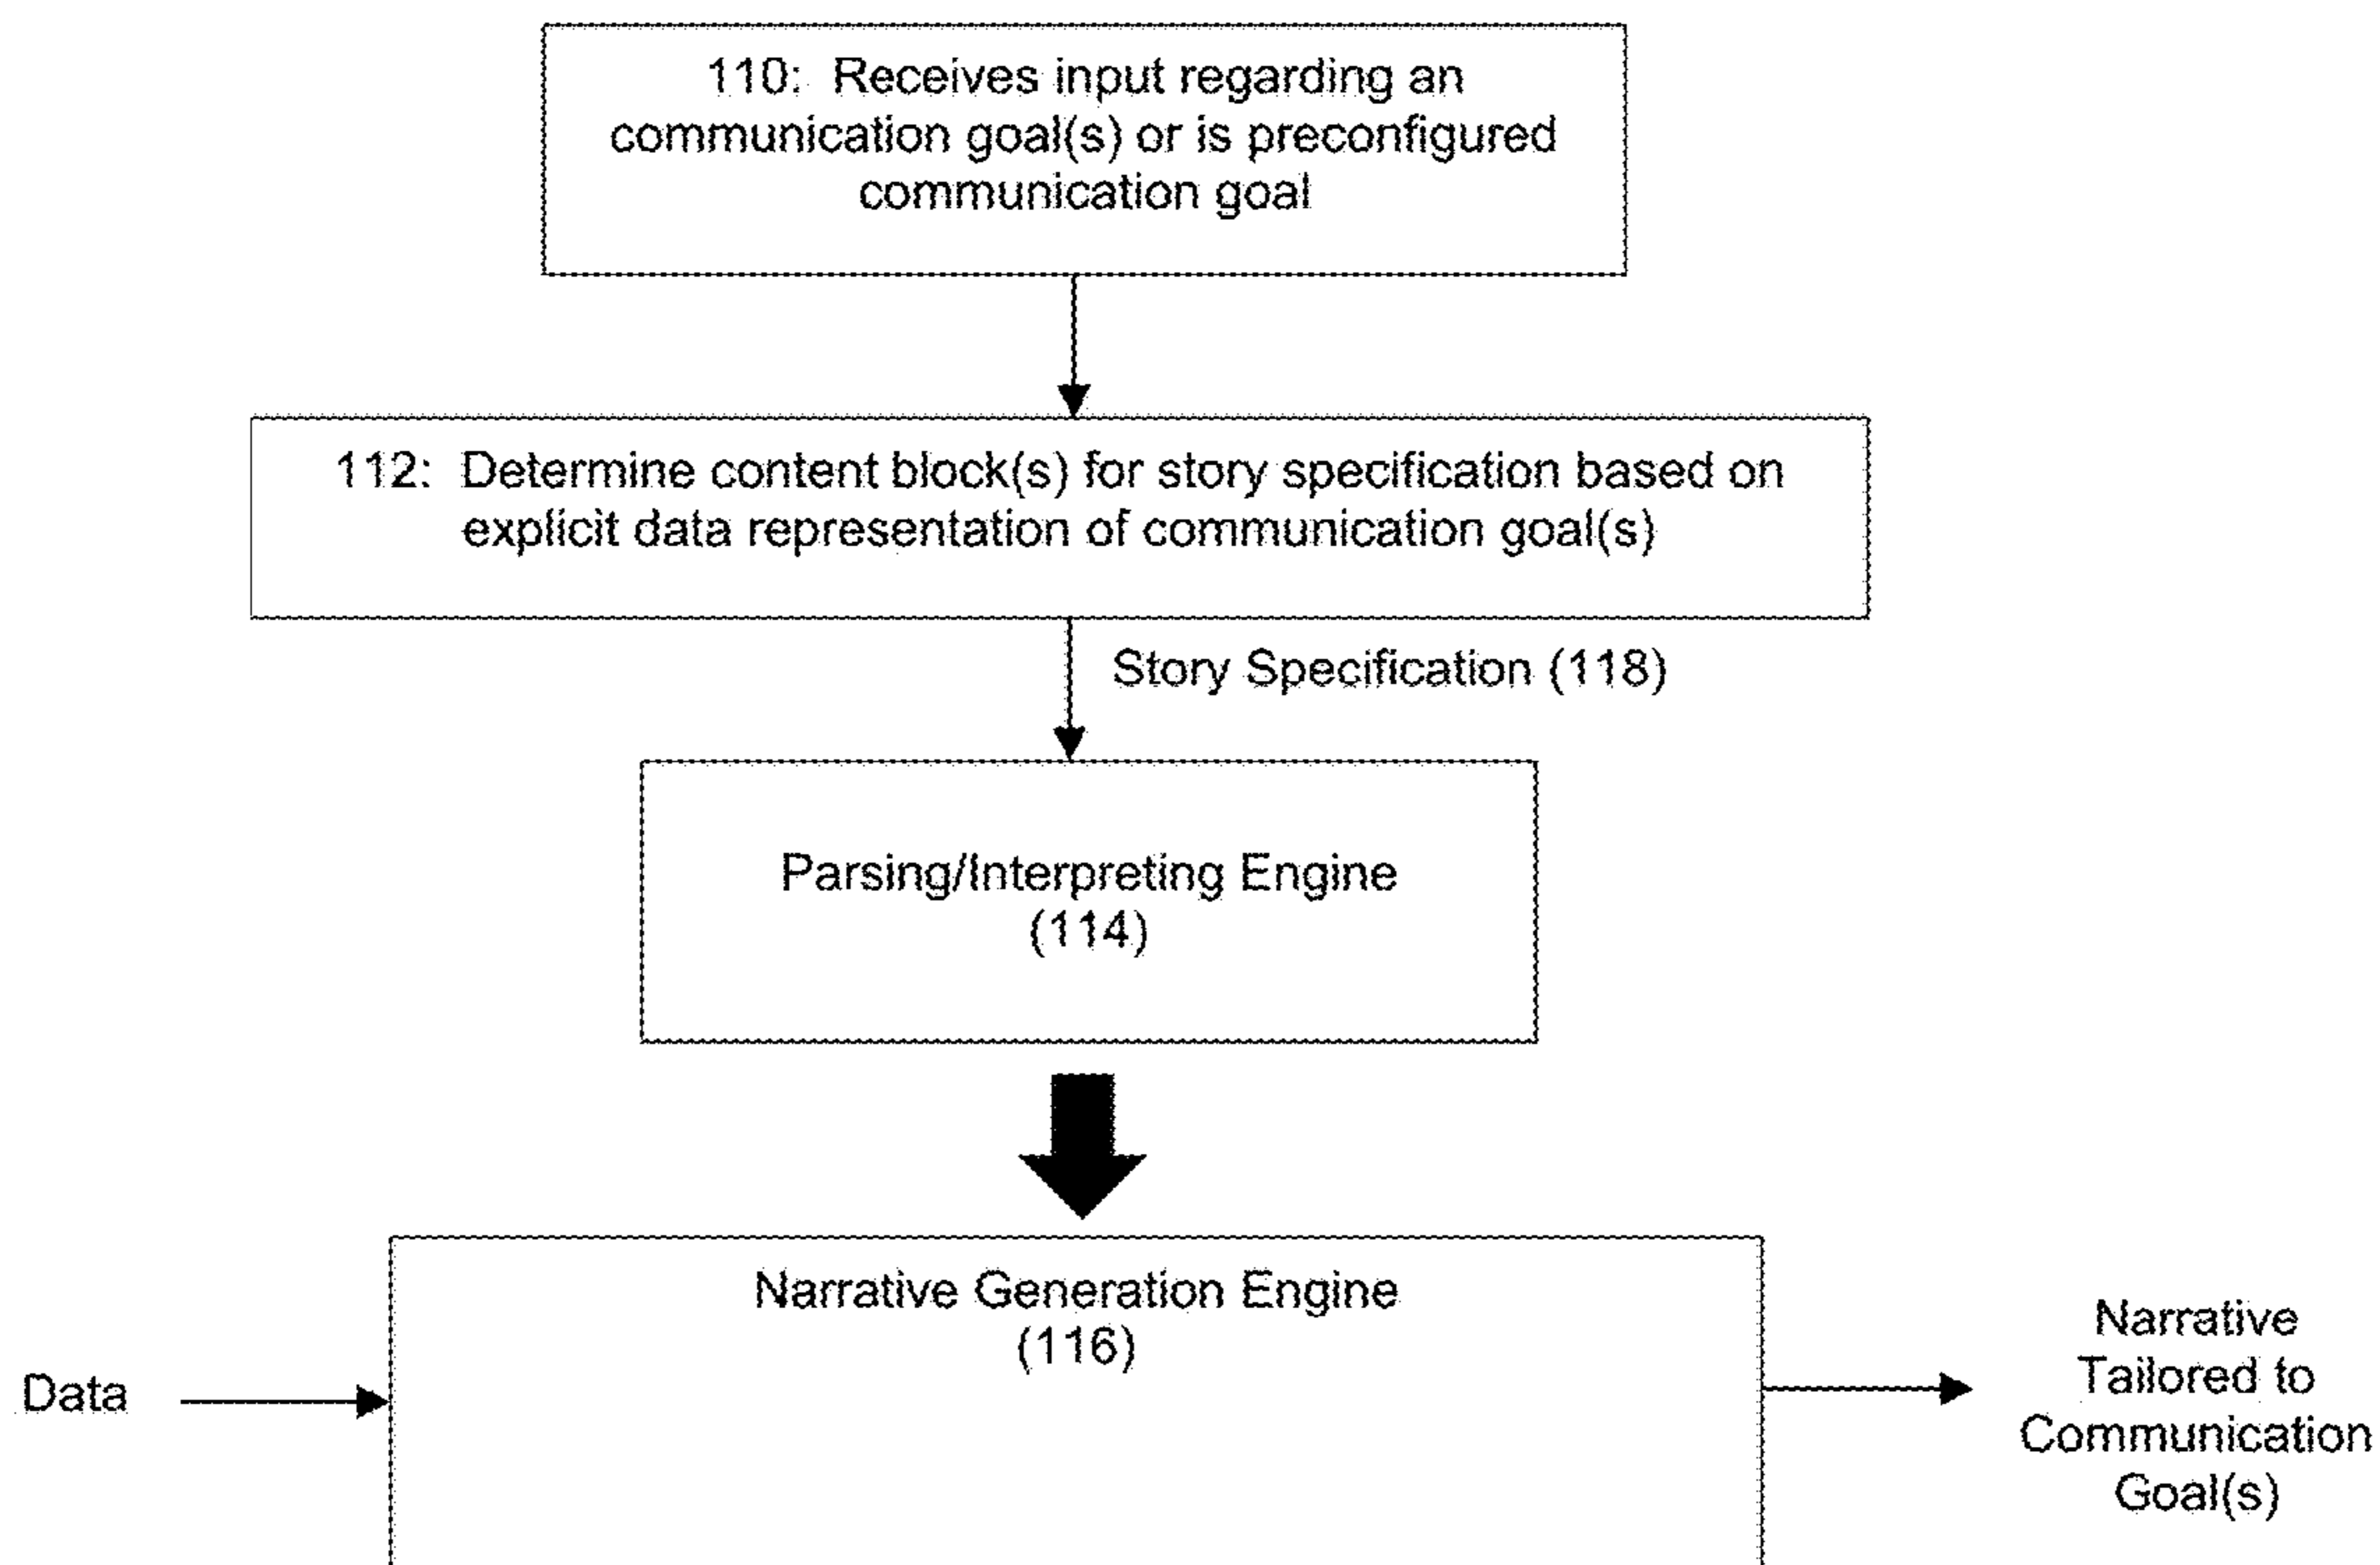 110:  Receives input regarding an
communication goal(s) or is preconfigured
communication goal
112:  Determine content block(s) for story specification based on
explicit data representation of communication goal(s)
Story Specification (118)
Parsing/Interpreting Engine
(114)
Narrative Generation Engine
(116)
Data
Narrative
Tailored to
Communication
Goal(s)